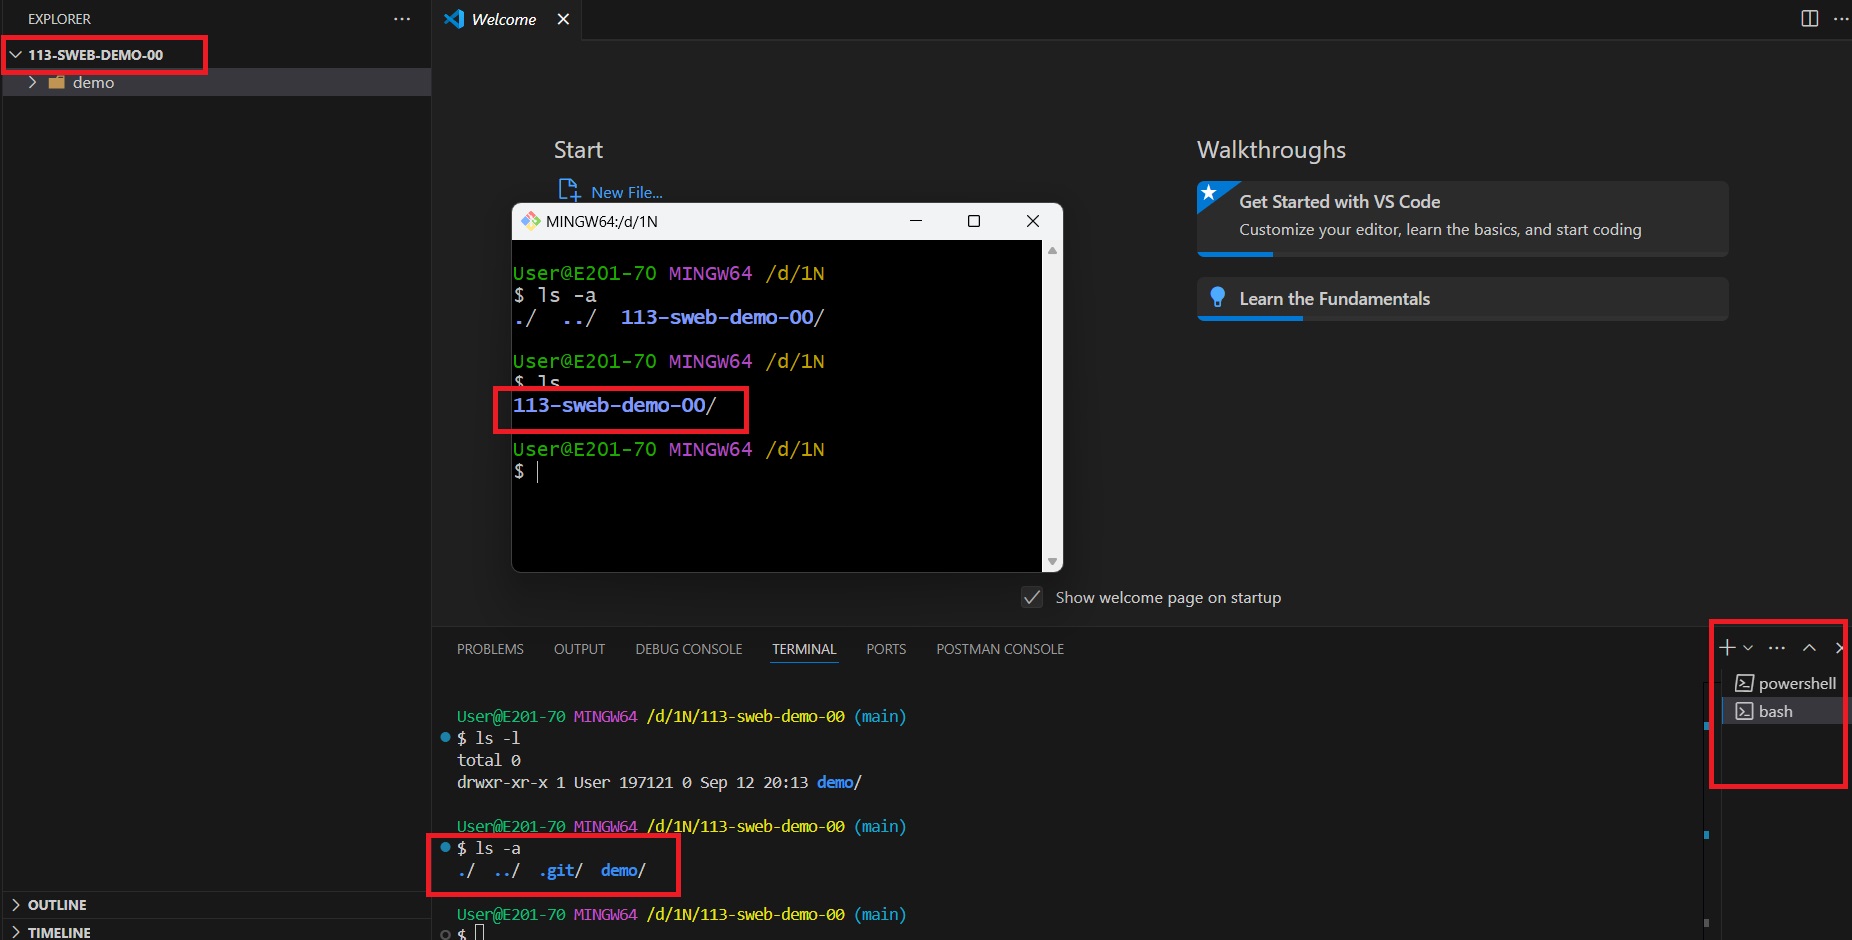 EXPLORER
113-SWEB-DEMO-00
demo
OUTLINE
TIMELINE
Welcome
Start
New File...
Walkthroughs
Get Started with VS Code
Customize your editor, learn the basics, and start coding
Learn the Fundamentals
MINGW64:/d/1N
User@E201-70 MINGW64 /d/1N
$ ls -a
./ ../ 113-sweb-demo-00/
User@E201-70 MINGW64 /d/1N
$ ls
113-sweb-demo-00/
User@E201-70 MINGW64 /d/1N
$
Show welcome page on startup
PROBLEMS OUTPUT DEBUG CONSOLE TERMINAL PORTS POSTMAN CONSOLE
User@E201-70 MINGW64 /d/1N/113-sweb-demo-00 (main)
$ ls -l
total 0
drwxr-xr-x 1 User 197121 0 Sep 12 20:13 demo/
User@E201-70 MINGW64 /d/1N/113-sweb-demo-00 (main)
$ ls -a
./ ../ .git/ demo/
User@E201-70 MINGW64 /d/1N/113-sweb-demo-00 (main)
$
powershell
bash